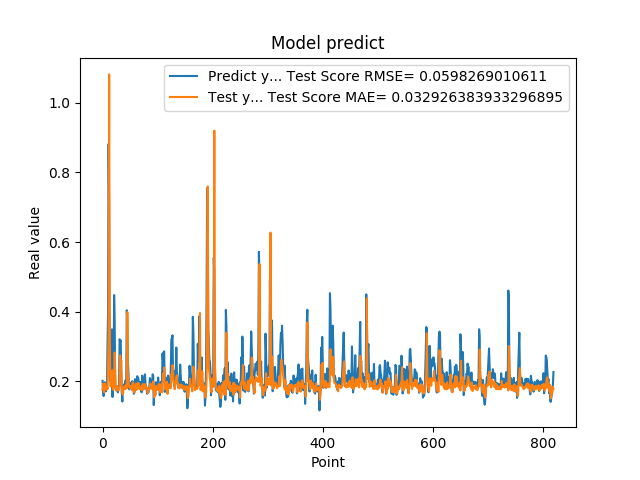 Model predict
Predict y... Test Score RMSE= 0.0598269010611
Test y... Test Score MAE= 0.032926383933296895
Real value
1.0
0.8
0.6
0.4
0.2
0
200
400
600
800
Point